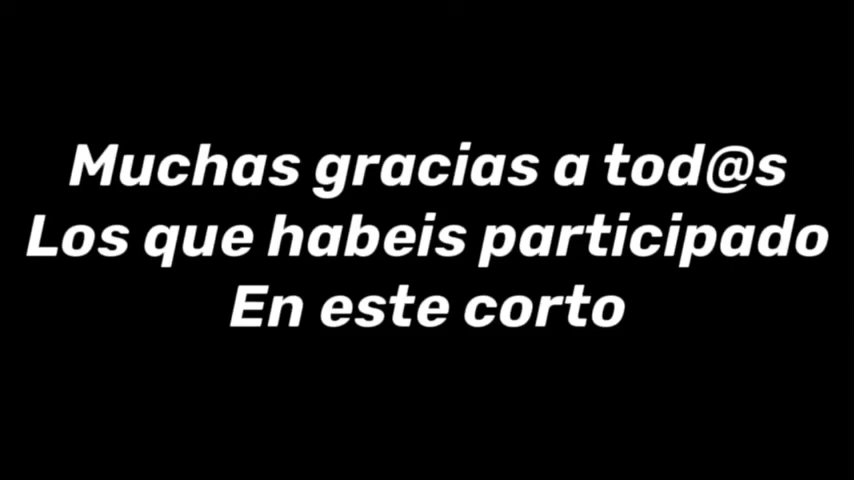 Muchas gracias a tod@s
Los que habeis participado
En este corto